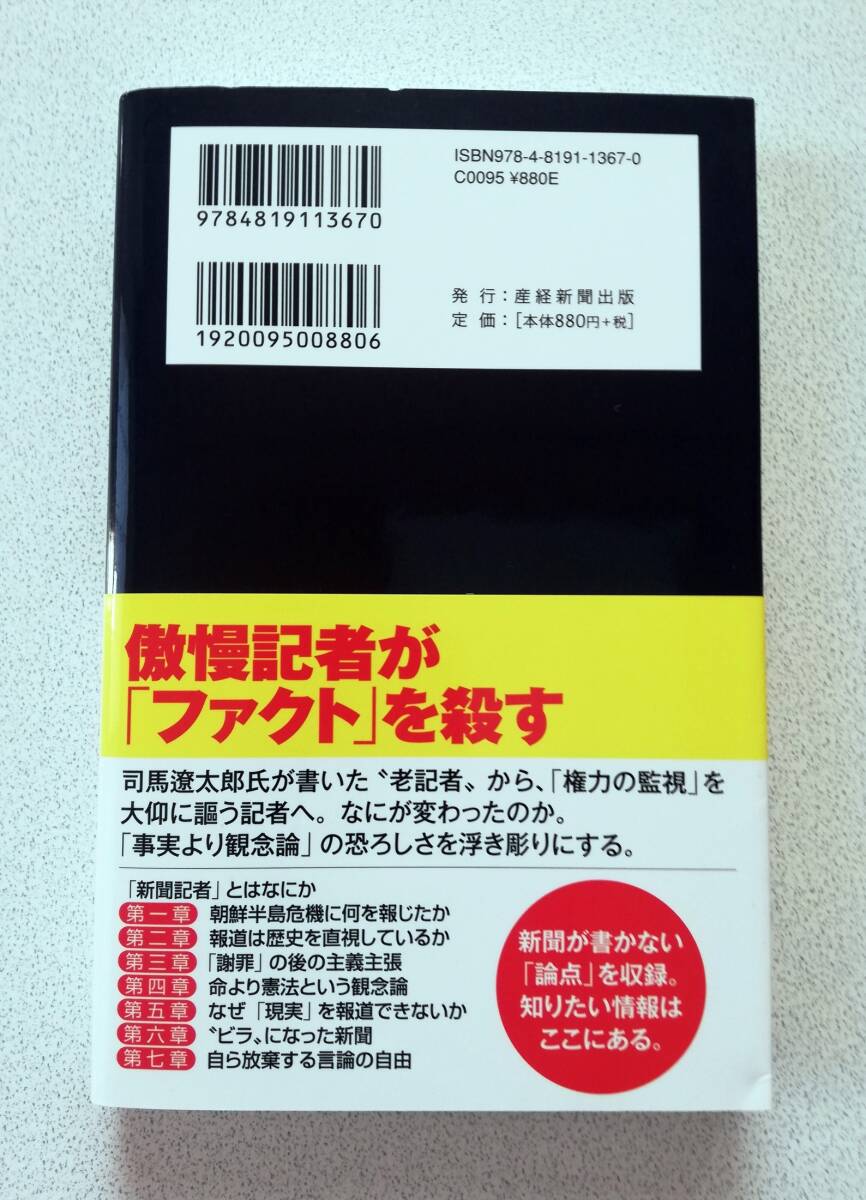 ISBN978-4-8191-1367-0
C0095 ¥880E
9784819113670
発行：産経新聞出版
定価：［本体880円+税］
1920095008806
傲慢記者が
「ファクト」を殺す
司馬遼太郎氏が書いた〝老記者〟から、「権力の監視」を
大仰に謳う記者へ。なにが変わったのか。
「事実より観念論」の恐ろしさを浮き彫りにする。
「新聞記者」とはなにか
第一章 朝鮮半島危機に何を報じたか
第二章 報道は歴史を直視しているか
第三章 「謝罪」の後の主義主張
第四章 命より憲法という観念論
第五章 なぜ「現実」を報道できないか
第六章 〝ビラ〟になった新聞
第七章 自ら放棄する言論の自由
新聞が書かない
「論点」を収録。
知りたい情報は
ここにある。